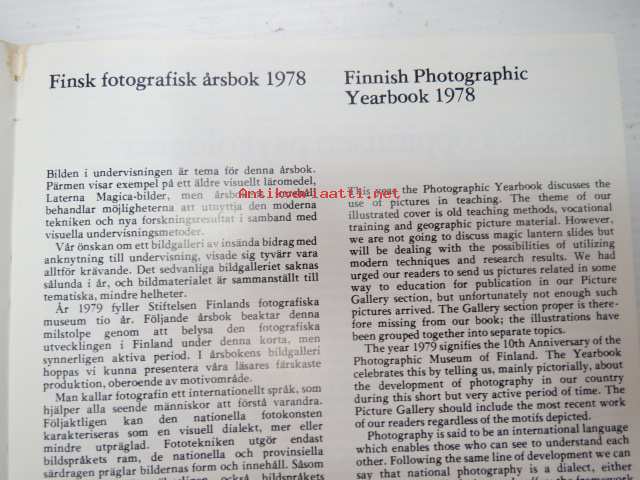 Finsk fotografisk årsbok 1978
Bilden i undervisningen är tema för denna årsbok.
Pärmen visar exempel på ett äldre visuellt läromedel,
Laterna Magica-bilder, men årsbokens innehåll
behandlar möjligheterna att utnyttja den moderna
tekniken och nya forskningsresultat i samband med
visuella undervisningsmetoder.
Vår önskan om ett bildgalleri av insända bidrag med
anknytning till undervisning, visade sig tyvärr vara
alltför krävande. Det sedvanliga bildgalleriet saknas
sålunda i år, och bildmaterialet är sammanställt till
tematiska, mindre helheter.
År 1979 fyller Stiftelsen Finlands fotografiska
museum tio år. Följande årsbok beaktar denna
milstolpe genom att belysa den fotografiska
utvecklingen i Finland under denna korta, men
synnerligen aktiva period. I årsbokens bildgalleri
hoppas vi kunna presentera våra läsares färskaste
produktion, oberoende av motivområde.
Man kallar fotografin ett internationellt språk, som
hjälper alla seende människor att förstå varandra.
Följaktligen kan den nationella fotokonsten
karakteriseras som en visuell dialekt, mer eller
mindre utpräglad. Fototekniken utgör endast
bildspråkets ram, de nationella och provinsiella
särdragen präglar bildernas form och innehåll. Såsom
också bildspråkets
Finnish Photographic
Yearbook 1978
This year the Photographic Yearbook discusses the
use of pictures in teaching. The theme of our
illustrated cover is old teaching methods, vocational
training and geographic picture material. However,
we are not going to discuss magic lantern slides but
will be dealing with the possibilities of utilizing
modern techniques and research results. We had
urged our readers to send us pictures related in some
way to education for publication in our Picture
Gallery section, but unfortunately not enough such
pictures arrived. The Gallery section proper is there-
fore missing from our book; the illustrations have
been grouped together into separate topics.
The year 1979 signifies the 10th Anniversary of the
Photographic Museum of Finland. The Yearbook
celebrates this by telling us, mainly pictorially, about
the development of photography in our country
during this short but very active period of time. The
Picture Gallery should include the most recent work
of our readers regardless of the motifs depicted.
Photography is said to be an international language
which enables those who can see to understand each
other. Following the same line of development we can
say that national photography is a dialect, either
the framework
Antikvariaatti.net